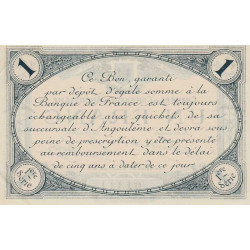 1
1
Ce Bon, garanti
par dépôt d'égale somme à la
Banque de France, est toujours
échangeable aux guichets de sa
succursale d'Angoulême et devra sous
peine de prescription y être présenté
au remboursement dans le délai
de cinq ans à dater de ce jour.
Série
Série